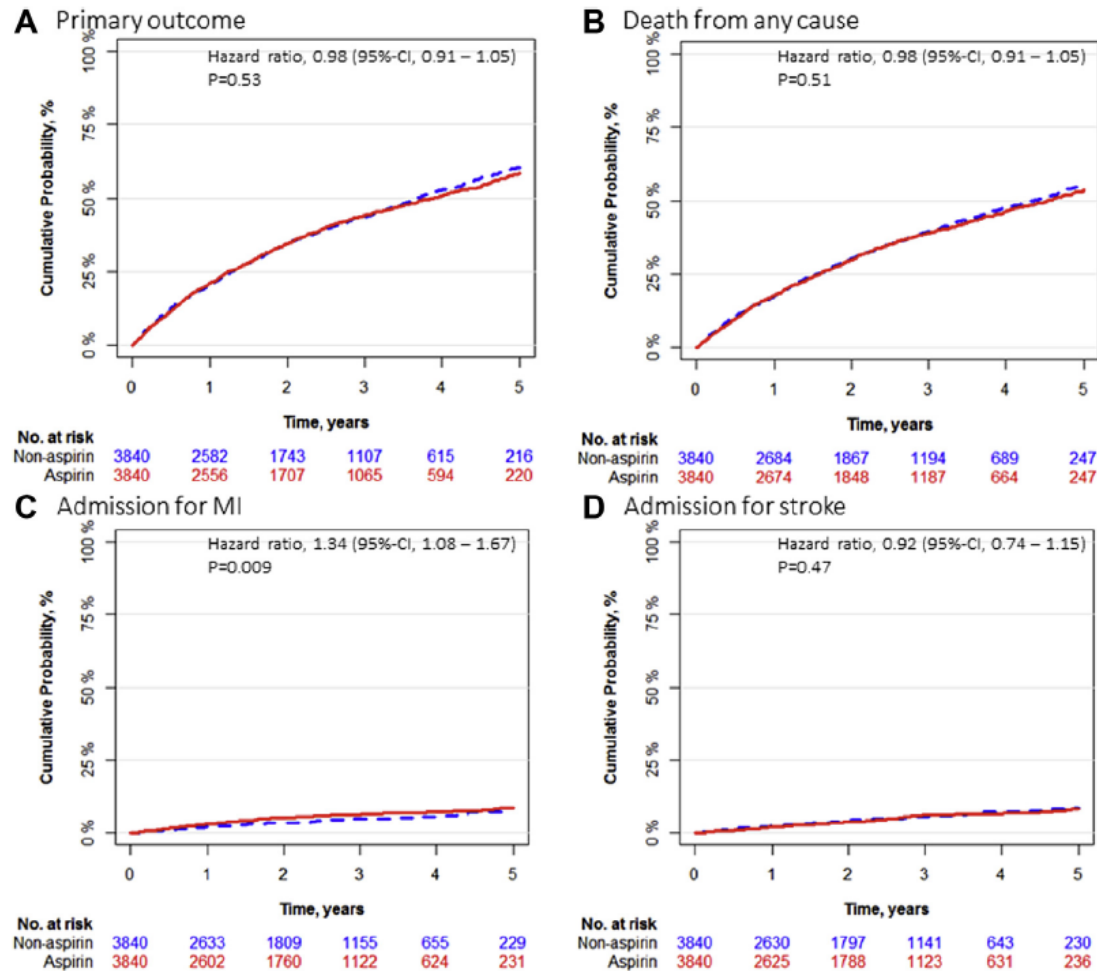 A Primary outcome
Hazard ratio, 0.98 (95%-CI, 0.91 – 1.05)
P=0.53
Cumulative Probability, %
100 %
75 %
50 %
25 %
0 %
0 1 2 3 4 5
Time, years
No. at risk
Non-aspirin 3840 2582 1743 1107 615 216
Aspirin 3840 2556 1707 1065 594 220
B Death from any cause
Hazard ratio, 0.98 (95%-CI, 0.91 – 1.05)
P=0.51
Cumulative Probability, %
100 %
75 %
50 %
25 %
0 %
0 1 2 3 4 5
Time, years
No. at risk
Non-aspirin 3840 2684 1867 1194 689 247
Aspirin 3840 2674 1848 1187 664 247
C Admission for MI
Hazard ratio, 1.34 (95%-CI, 1.08 – 1.67)
P=0.009
Cumulative Probability, %
100 %
75 %
50 %
25 %
0 %
0 1 2 3 4 5
Time, years
No. at risk
Non-aspirin 3840 2633 1809 1155 655 229
Aspirin 3840 2602 1760 1122 624 231
D Admission for stroke
Hazard ratio, 0.92 (95%-CI, 0.74 – 1.15)
P=0.47
Cumulative Probability, %
100 %
75 %
50 %
25 %
0 %
0 1 2 3 4 5
Time, years
No. at risk
Non-aspirin 3840 2630 1797 1141 643 230
Aspirin 3840 2625 1788 1123 631 236